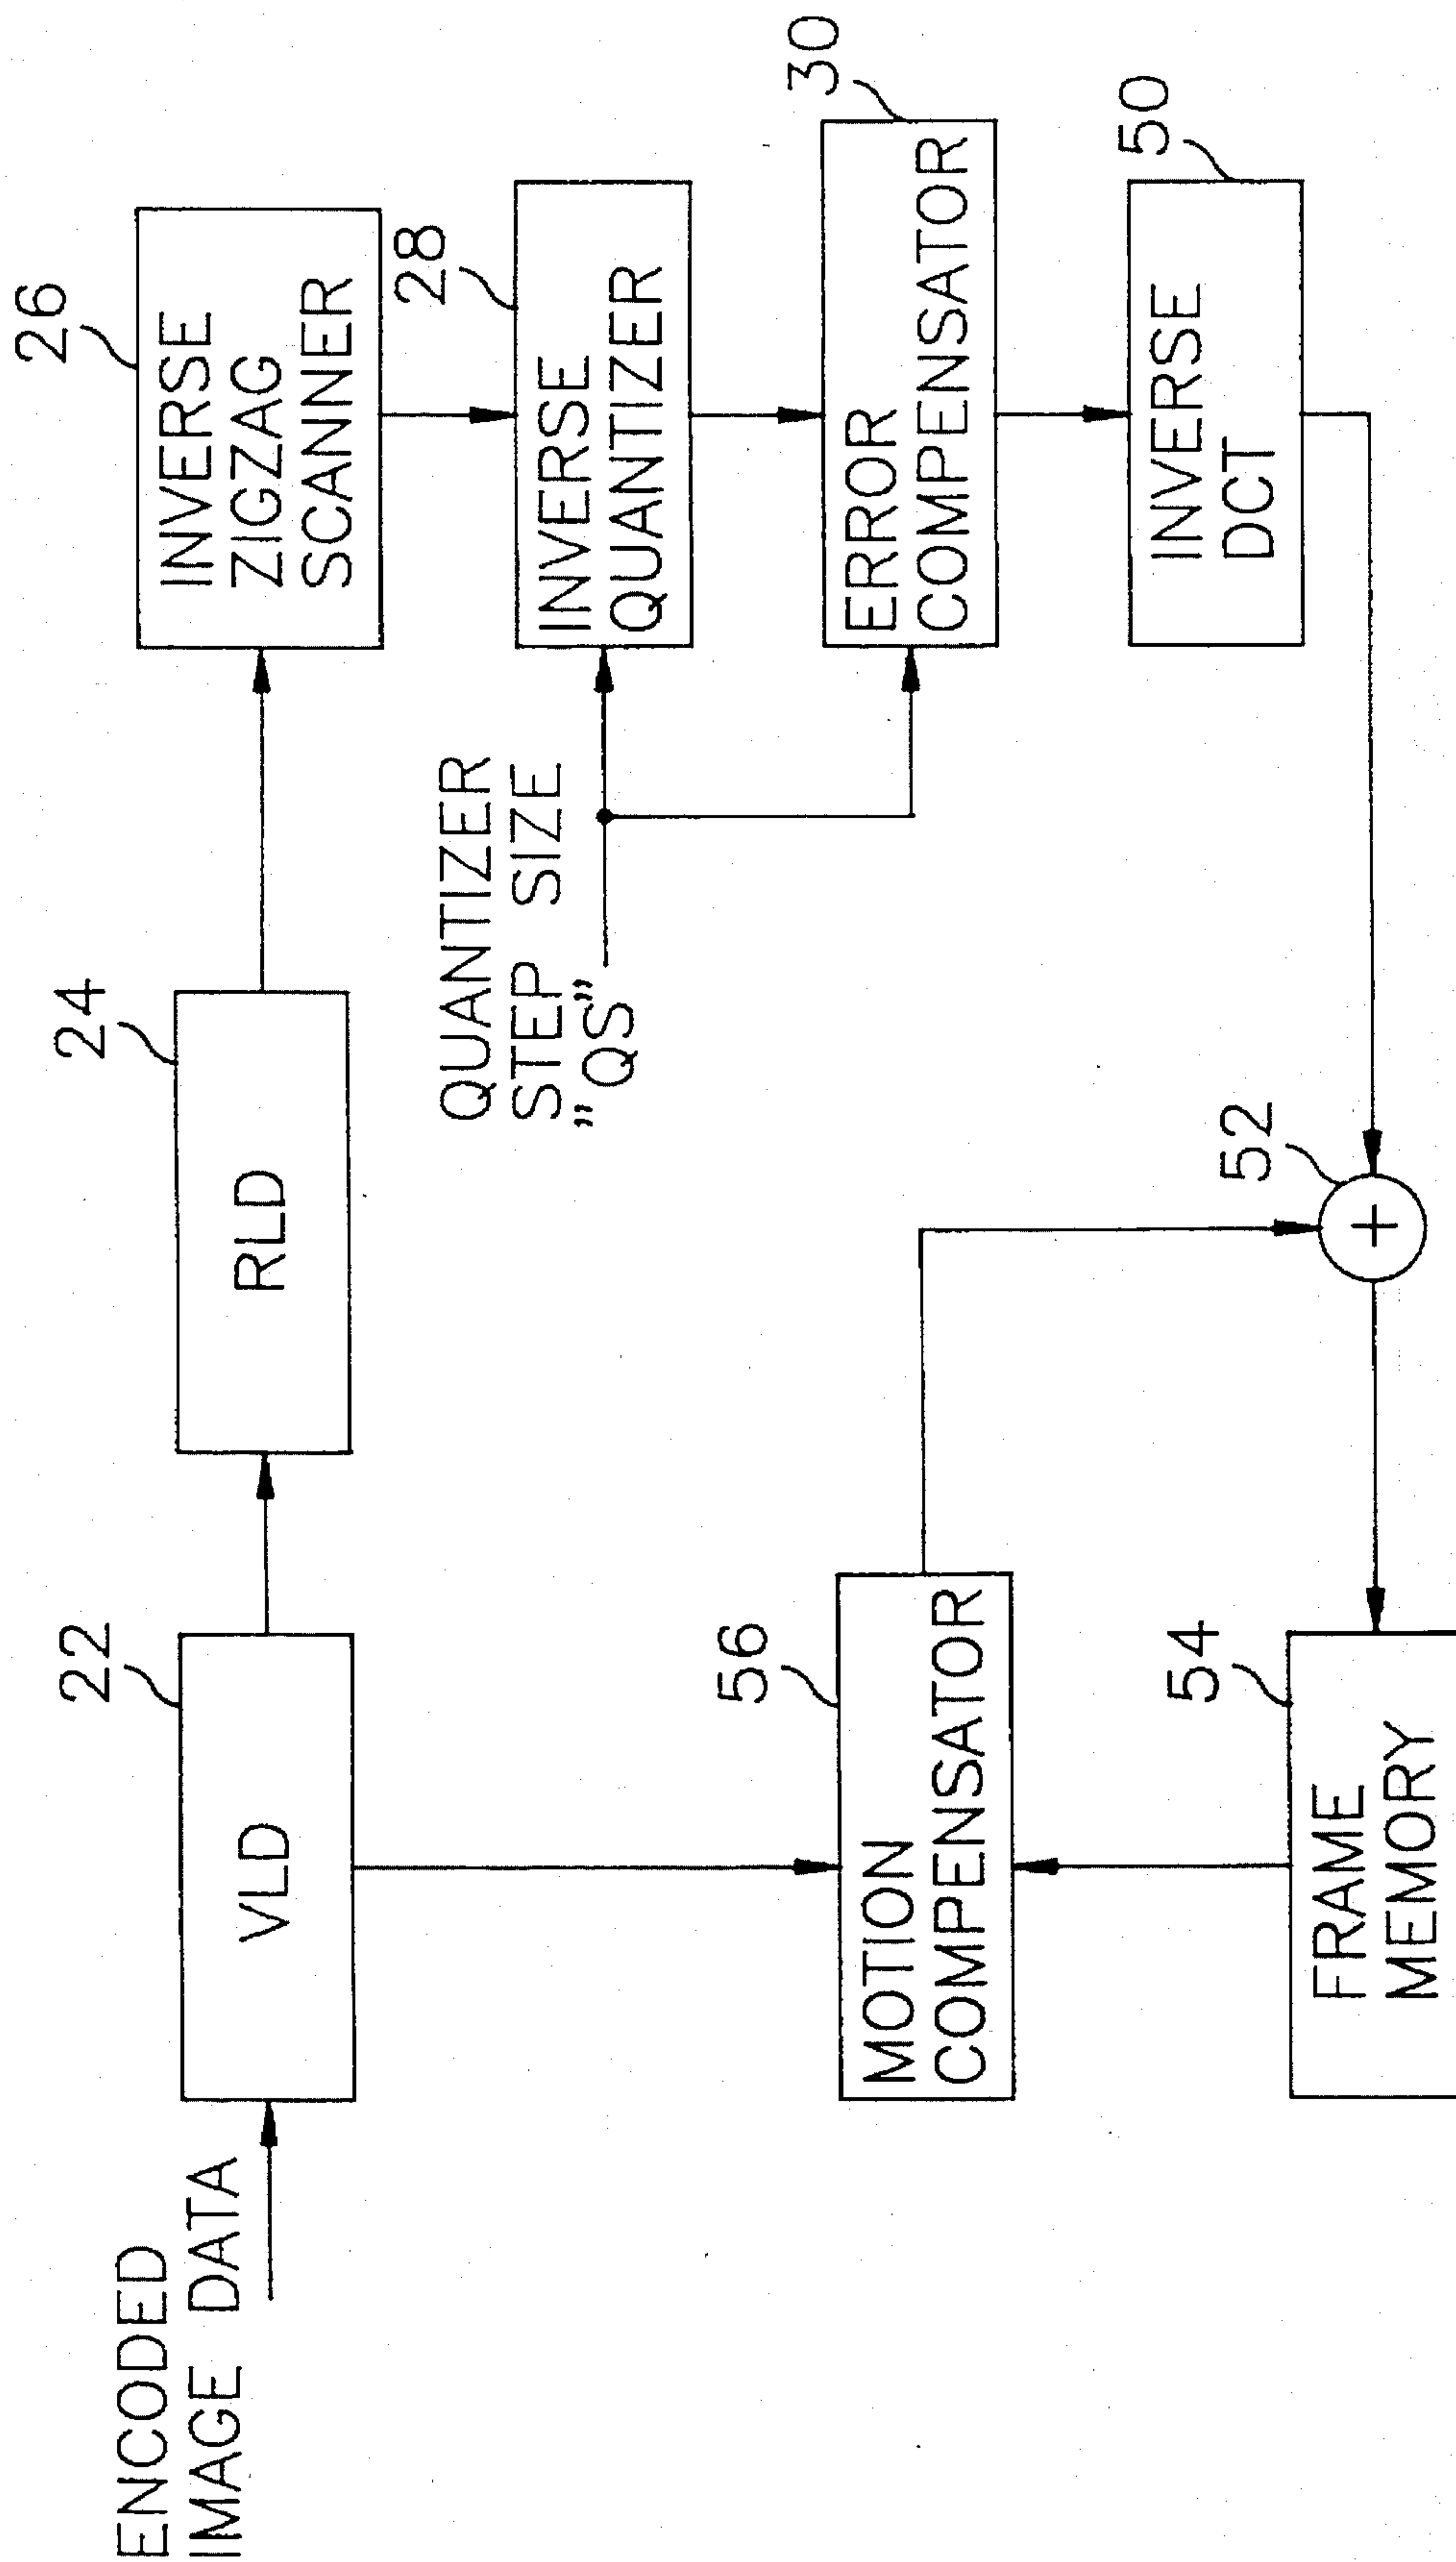 ENCODED
IMAGE DATA
22
VLD
24
RLD
26
INVERSE
ZIGZAG
SCANNER
QUANTIZER
STEP SIZE
"QS"
28
INVERSE
QUANTIZER
56
MOTION
COMPENSATOR
30
ERROR
COMPENSATOR
54
FRAME
MEMORY
52
+
50
INVERSE
DCT